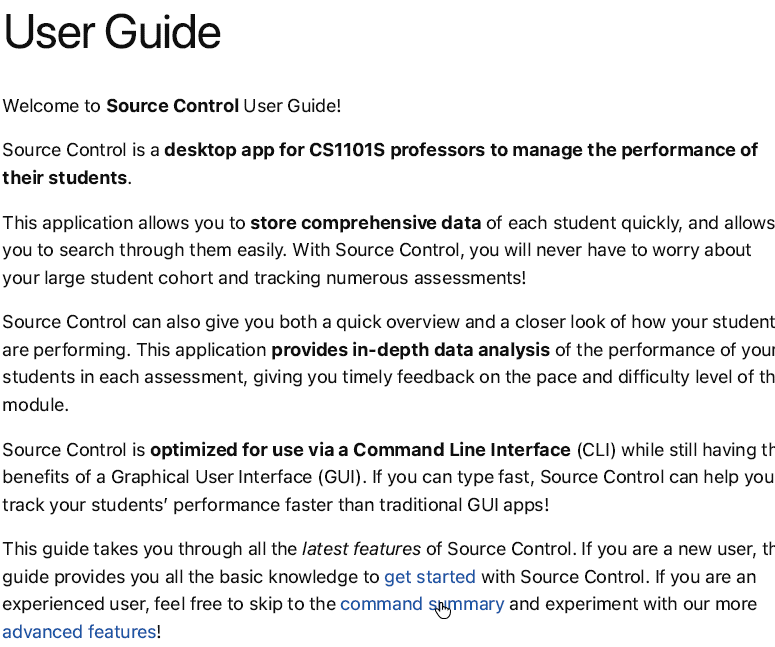 User Guide
Welcome to Source Control User Guide!
Source Control is a desktop app for CS1101S professors to manage the performance of
their students.
This application allows you to store comprehensive data of each student quickly, and allows
you to search through them easily. With Source Control, you will never have to worry about
your large student cohort and tracking numerous assessments!
Source Control can also give you both a quick overview and a closer look of how your student
are performing. This application provides in-depth data analysis of the performance of your
students in each assessment, giving you timely feedback on the pace and difficulty level of th
module.
Source Control is optimized for use via a Command Line Interface (CLI) while still having th
benefits of a Graphical User Interface (GUI). If you can type fast, Source Control can help you
track your students’ performance faster than traditional GUI apps!
This guide takes you through all the latest features of Source Control. If you are a new user, th
guide provides you all the basic knowledge to get started with Source Control. If you are an
experienced user, feel free to skip to the command summary and experiment with our more
advanced features!